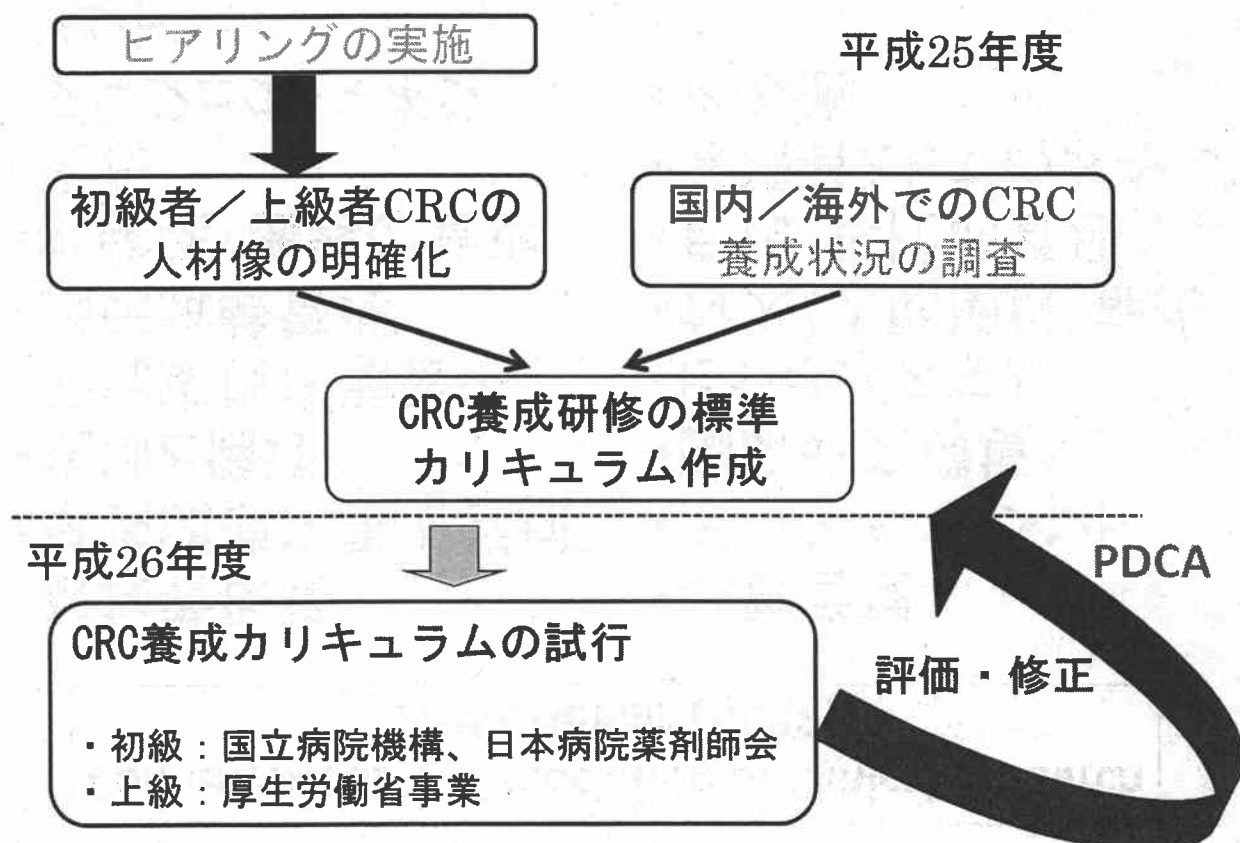 ヒアリングの実施
平成25年度
初級者／上級者CRCの
人材像の明確化
国内／海外でのCRC
養成状況の調査
CRC養成研修の標準
カリキュラム作成
平成26年度
PDCA
CRC養成カリキュラムの試行
評価・修正
・初級：国立病院機構、日本病院薬剤師会
・上級：厚生労働省事業